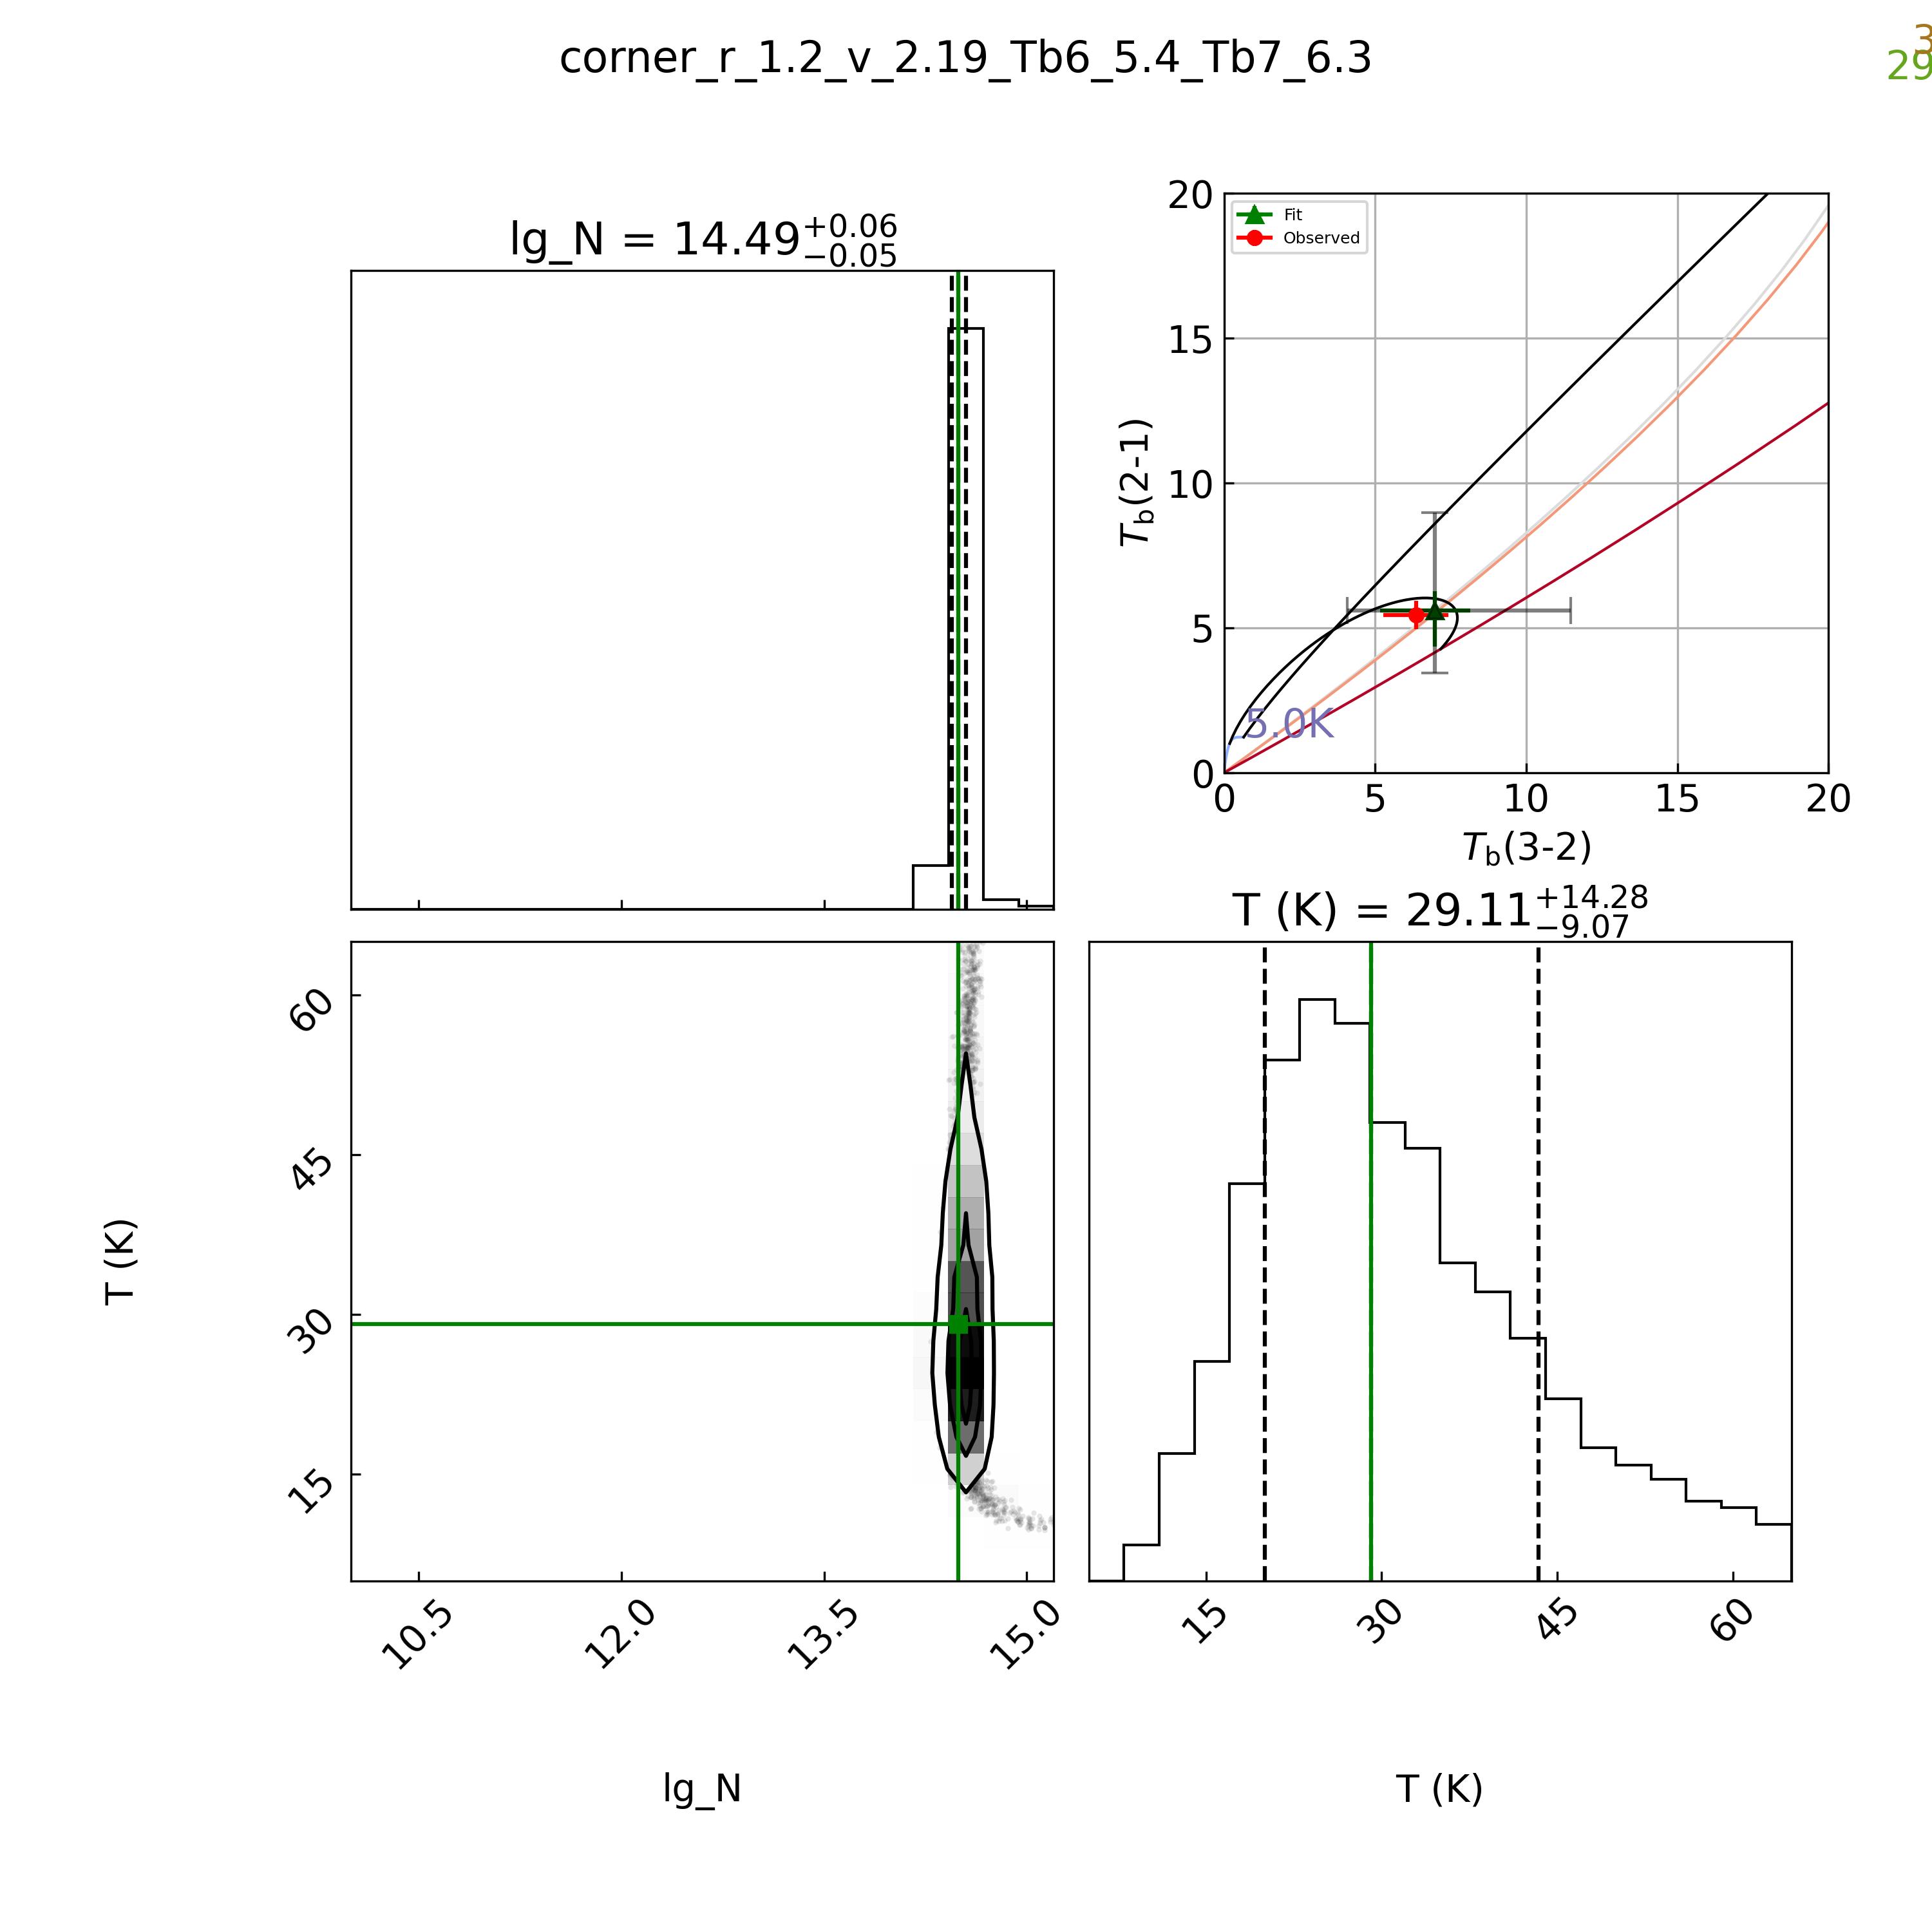 corner_r_1.2_v_2.19_Tb6_5.4_Tb7_6.3
3
29
lg_N = 14.49+0.06
−0.05
20
15
10
5
0
Tb(2-1)
Fit
Observed
5.0K
0 5 10 15 20
Tb(3-2)
T (K) = 29.11+14.28
−9.07
60
45
30
15
T (K)
10.5 12.0 13.5 15.0
lg_N
15 30 45 60
T (K)